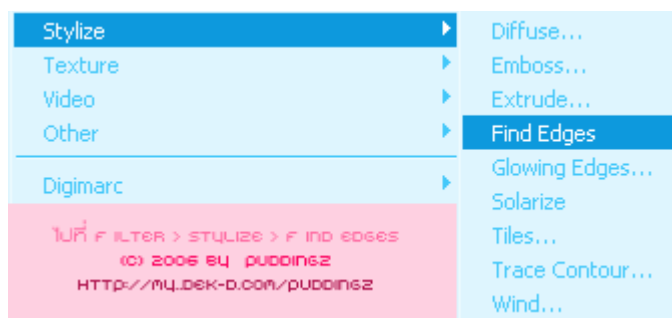 Stylize
Texture
Video
Other
Digimarc
Diffuse...
Emboss...
Extrude...
Find Edges
Glowing Edges...
Solarize
Tiles...
Trace Contour...
Wind...
ไปที่ FILTER > STYLIZE > FIND EDGES
(C) 2006 BY PUDDINGZ
HTTP://MY.DEK-D.COM/PUDDINGZ